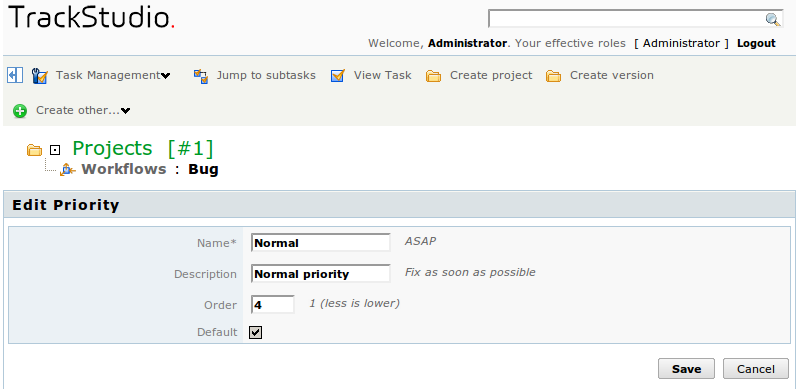 TrackStudio.
Welcome, Administrator. Your effective roles [ Administrator ] Logout
Task Management Jump to subtasks View Task Create project Create version
Create other...
Projects [#1]
Workflows : Bug
Edit Priority
Name* Normal ASAP
Description Normal priority Fix as soon as possible
Order 4 1 (less is lower)
Default
Save Cancel